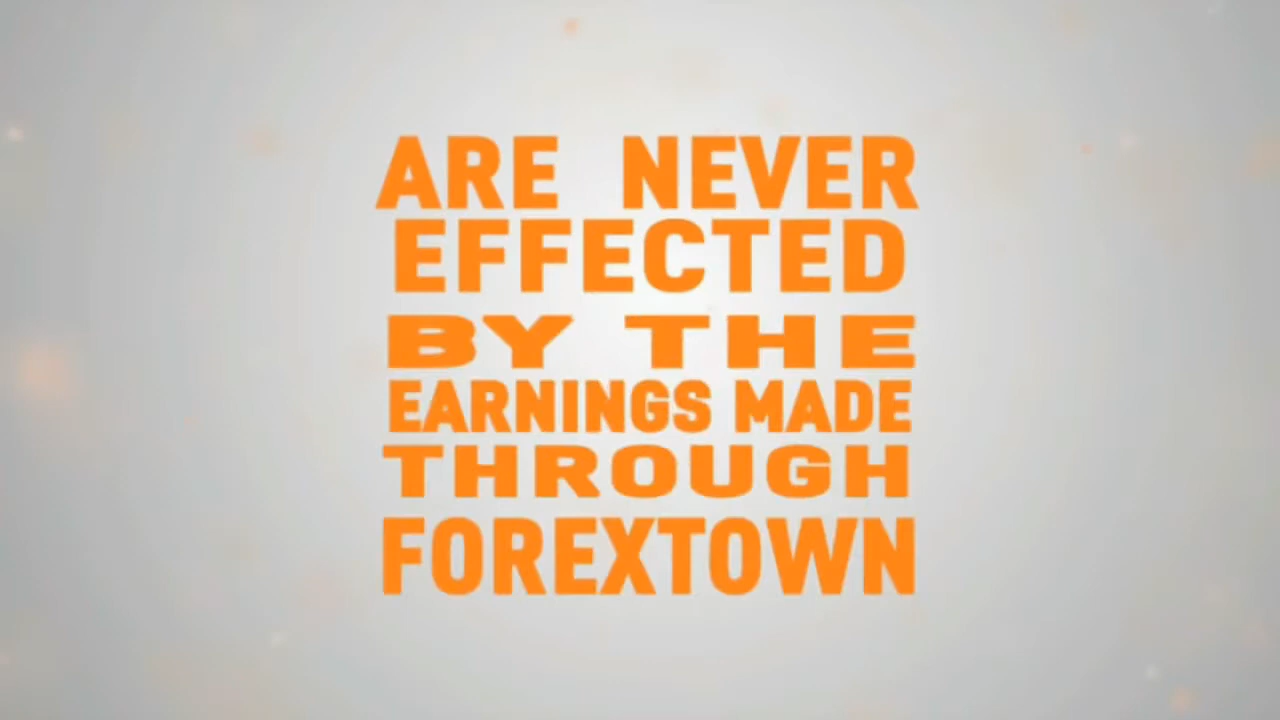 ARE NEVER
EFFECTED
BY THE
EARNINGS MADE
THROUGH
FOREXTOWN